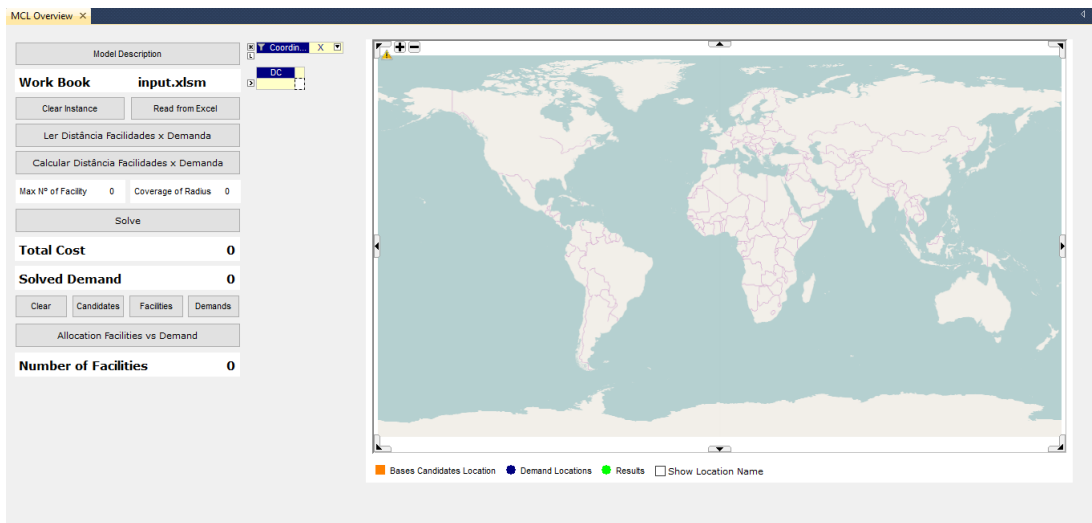 MCL Overview ×
Model Description
Work Book input.xlsm
Clear Instance Read from Excel
Ler Distância Facilidades x Demanda
Calcular Distância Facilidades x Demanda
Max Nº of Facility 0 Coverage of Radius 0
Solve
Total Cost 0
Solved Demand 0
Clear Candidates Facilities Demands
Allocation Facilities vs Demand
Number of Facilities 0
Coordin... X
L
DC
Bases Candidates Location Demand Locations Results Show Location Name